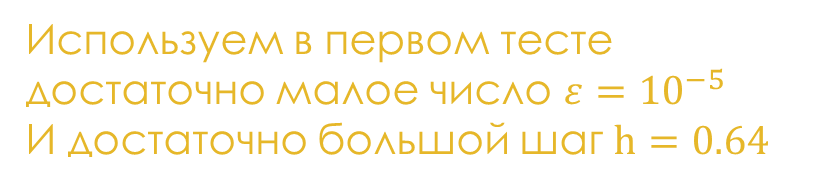 Используем в первом тесте
достаточно малое число ε = 10⁻⁵
И достаточно большой шаг h = 0.64